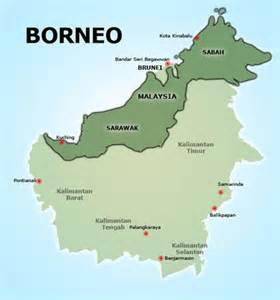 BORNEO
Kota Kinabalu
SABAH
Bandar Seri Begawan
BRUNEI
MALAYSIA
SARAWAK
Kuching
Kalimantan
Timur
Pontianak
Samarinda
Kalimantan
Barat
Balikpapan
Kalimantan
Tengah
Palangkaraya
Kalimantan
Selantan
Banjarmasin